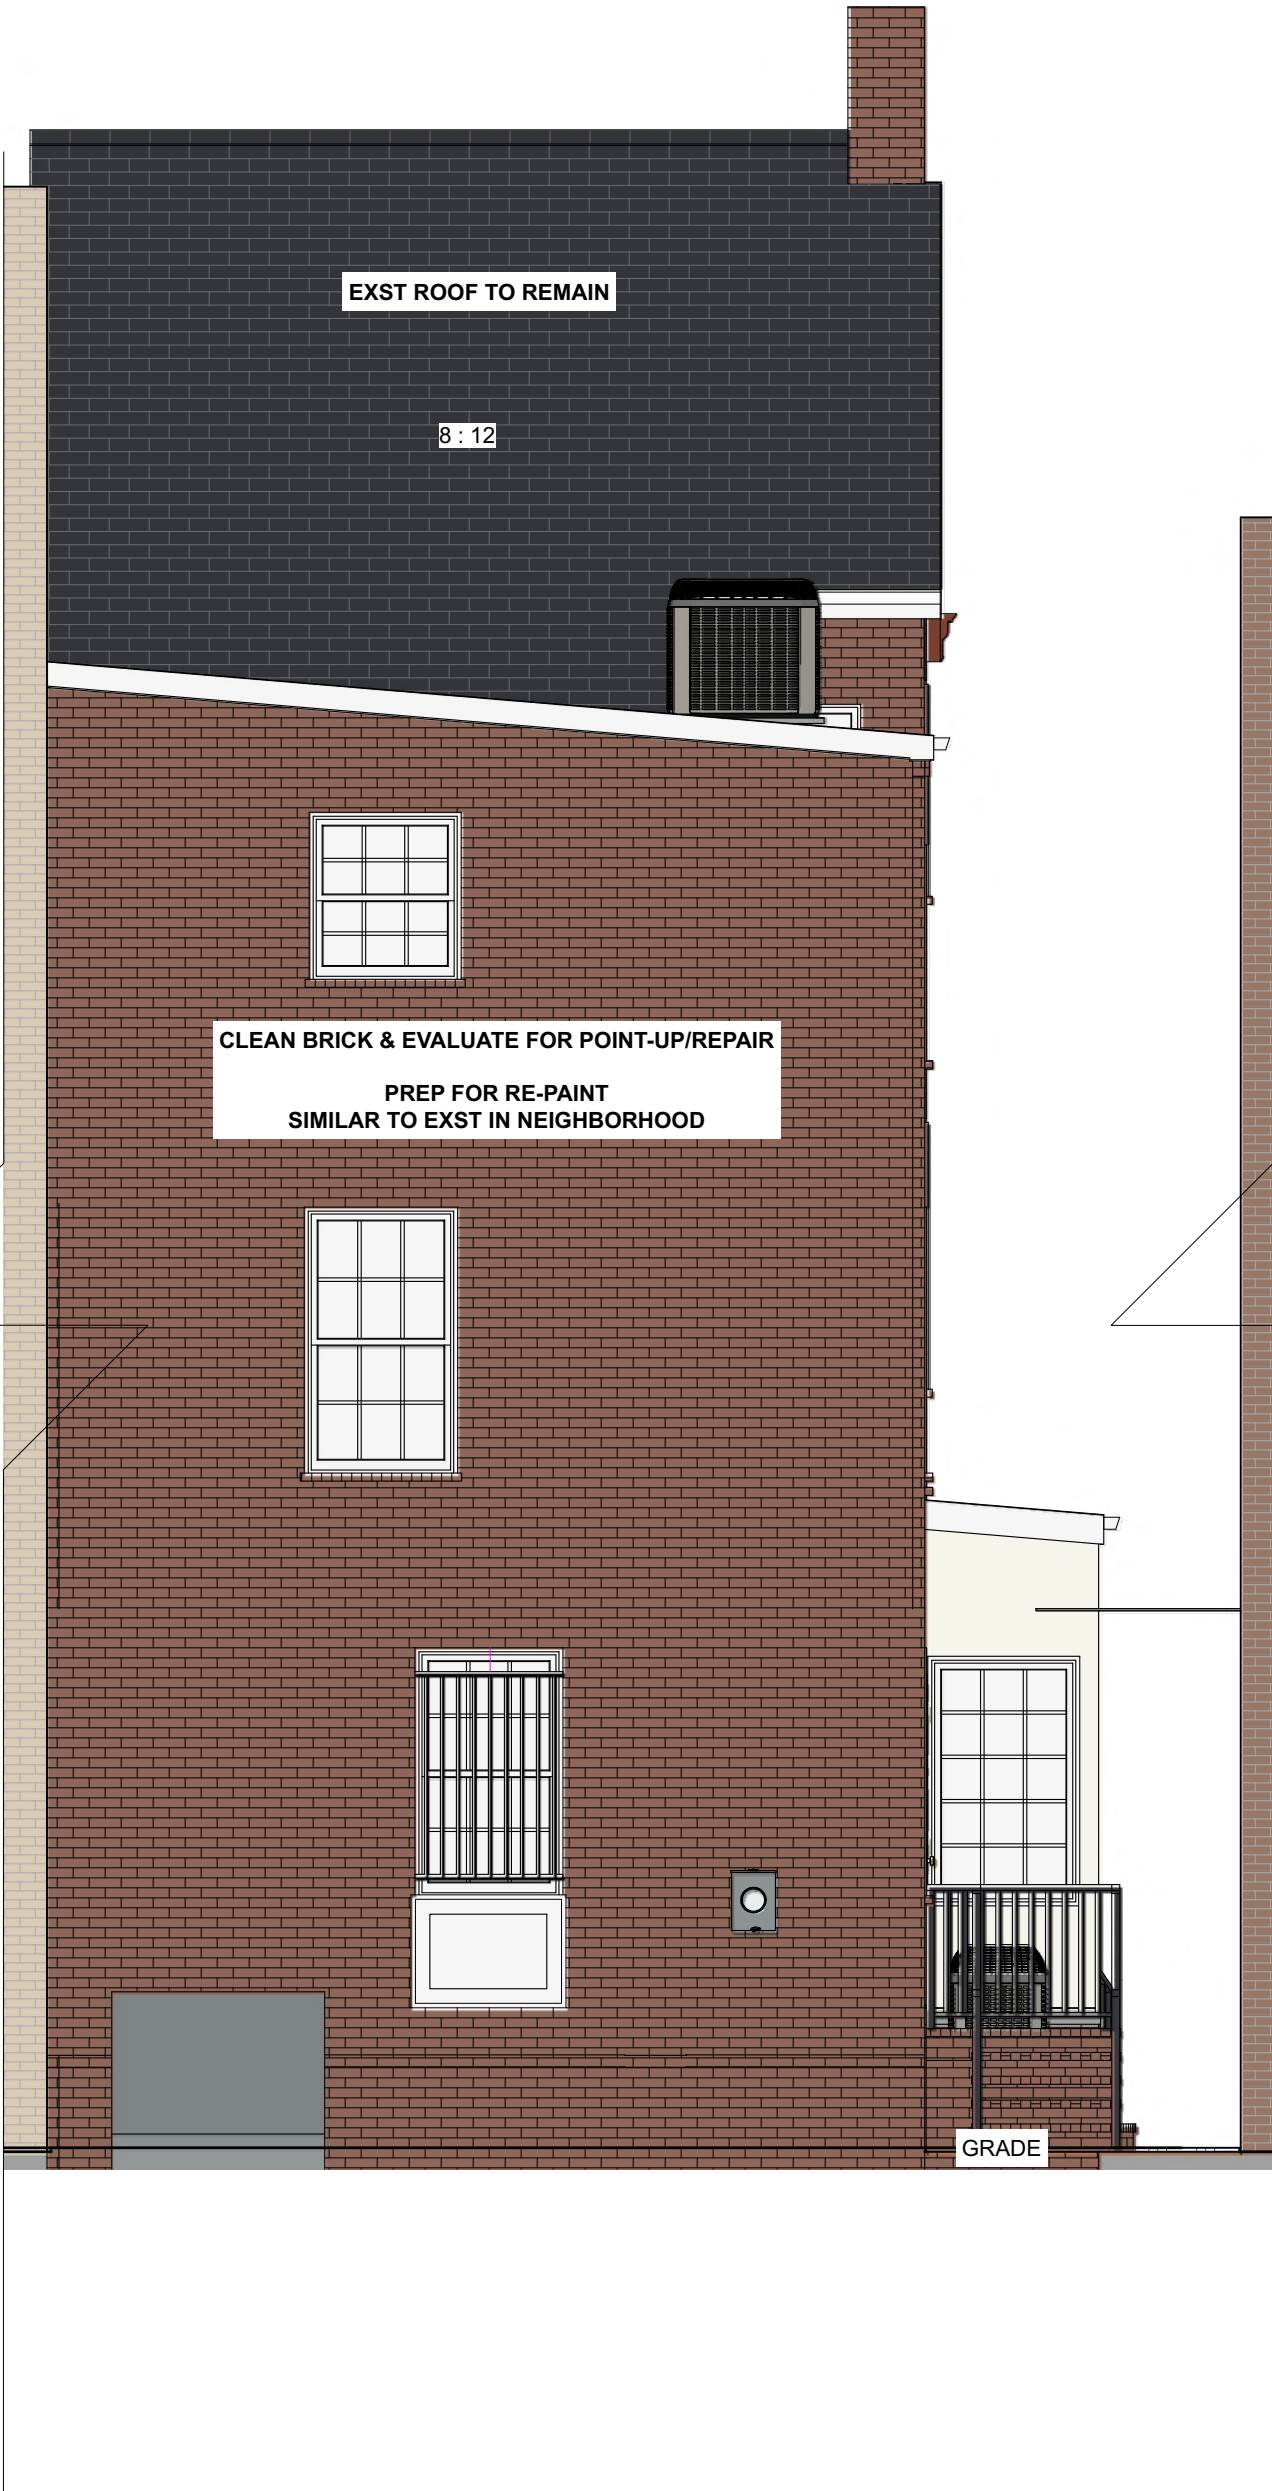 EXST ROOF TO REMAIN
8 : 12
CLEAN BRICK & EVALUATE FOR POINT-UP/REPAIR
PREP FOR RE-PAINT
SIMILAR TO EXST IN NEIGHBORHOOD
GRADE